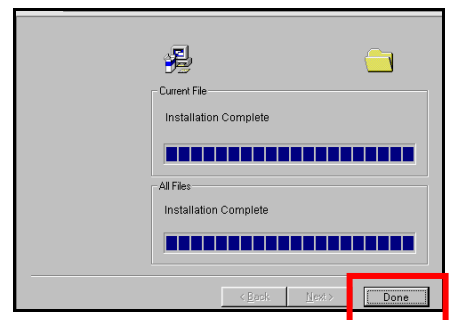 Current File
Installation Complete
All Files
Installation Complete
< Back Next > Done